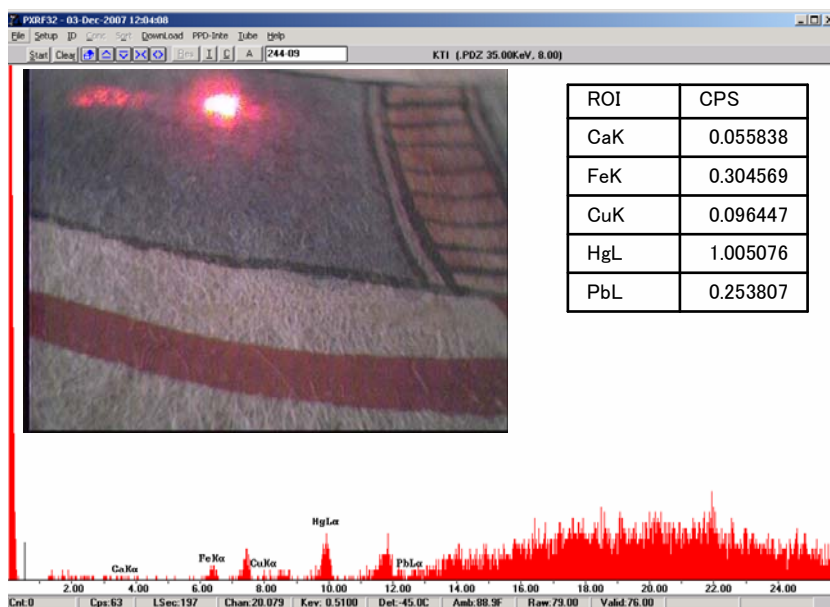 PXRF32 - 03-Dec-2007 12:04:08
File Setup ID Conc Sort DownLoad PPD-Inte Tube Help
Start Clear Res I C A 244-09 KTI (.PDZ 35.00KeV, 8.00)
ROI CPS
CaK 0.055838
FeK 0.304569
CuK 0.096447
HgL 1.005076
PbL 0.253807
HgLα
FeKα
CuKα
PbLα
CaKα
2.00 4.00 6.00 8.00 10.00 12.00 14.00 16.00 18.00 20.00 22.00 24.00
Cnt:0 Cps:63 LSec:197 Chan:20.079 Kev: 0.5100 Det:-45.0C Amb:88.9F Raw:79.00 Valid:76.00